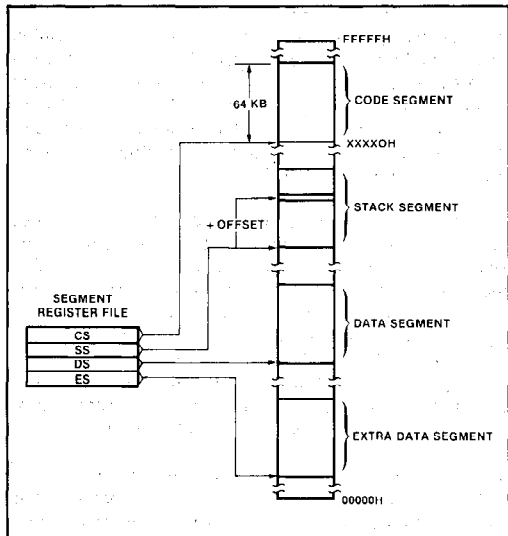 FFFFFH
64 KB
CODE SEGMENT
XXXX0H
STACK SEGMENT
+ OFFSET
SEGMENT
REGISTER FILE
CS
SS
DS
ES
DATA SEGMENT
EXTRA DATA SEGMENT
00000H